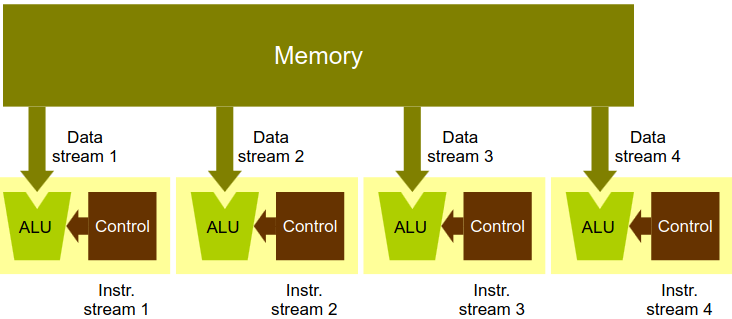 Memory
Data
stream 1
Data
stream 2
Data
stream 3
Data
stream 4
ALU
Control
ALU
Control
ALU
Control
ALU
Control
Instr.
stream 1
Instr.
stream 2
Instr.
stream 3
Instr.
stream 4